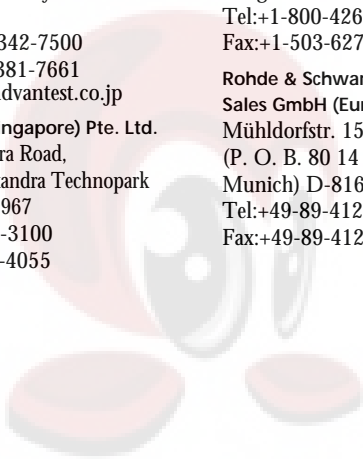 342-7500
381-7661
dvantest.co.jp
ngapore) Pte. Ltd.
ra Road,
xandra Technopark
967
-3100
-4055
Tel:+1-800-426
Fax:+1-503-627
Rohde & Schwar
Sales GmbH (Eur
Mühldorfstr. 15
(P. O. B. 80 14
Munich) D-816
Tel:+49-89-412
Fax:+49-89-412